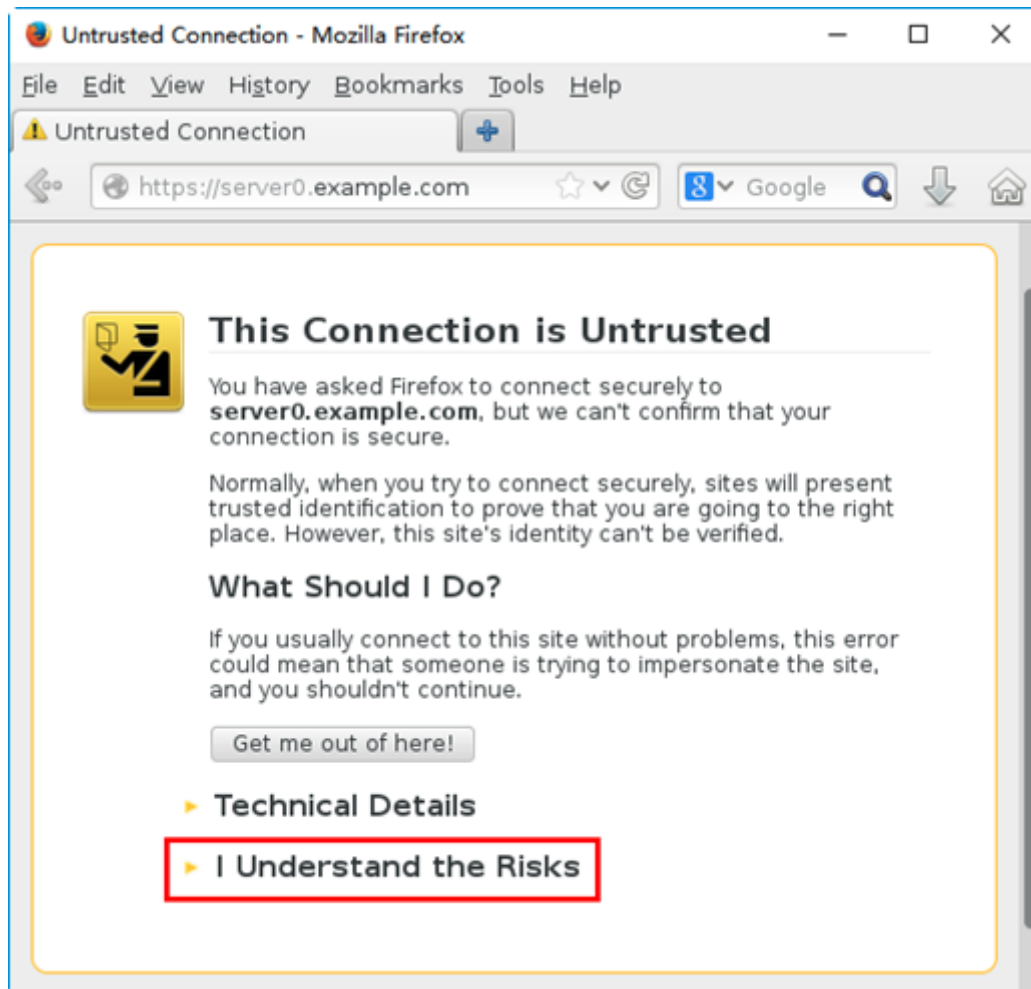 Untrusted Connection - Mozilla Firefox
File Edit View History Bookmarks Tools Help
Untrusted Connection
https://server0.example.com
8 Google
This Connection is Untrusted
You have asked Firefox to connect securely to
server0.example.com, but we can't confirm that your
connection is secure.
Normally, when you try to connect securely, sites will present
trusted identification to prove that you are going to the right
place. However, this site's identity can't be verified.
What Should I Do?
If you usually connect to this site without problems, this error
could mean that someone is trying to impersonate the site,
and you shouldn't continue.
Get me out of here!
Technical Details
I Understand the Risks